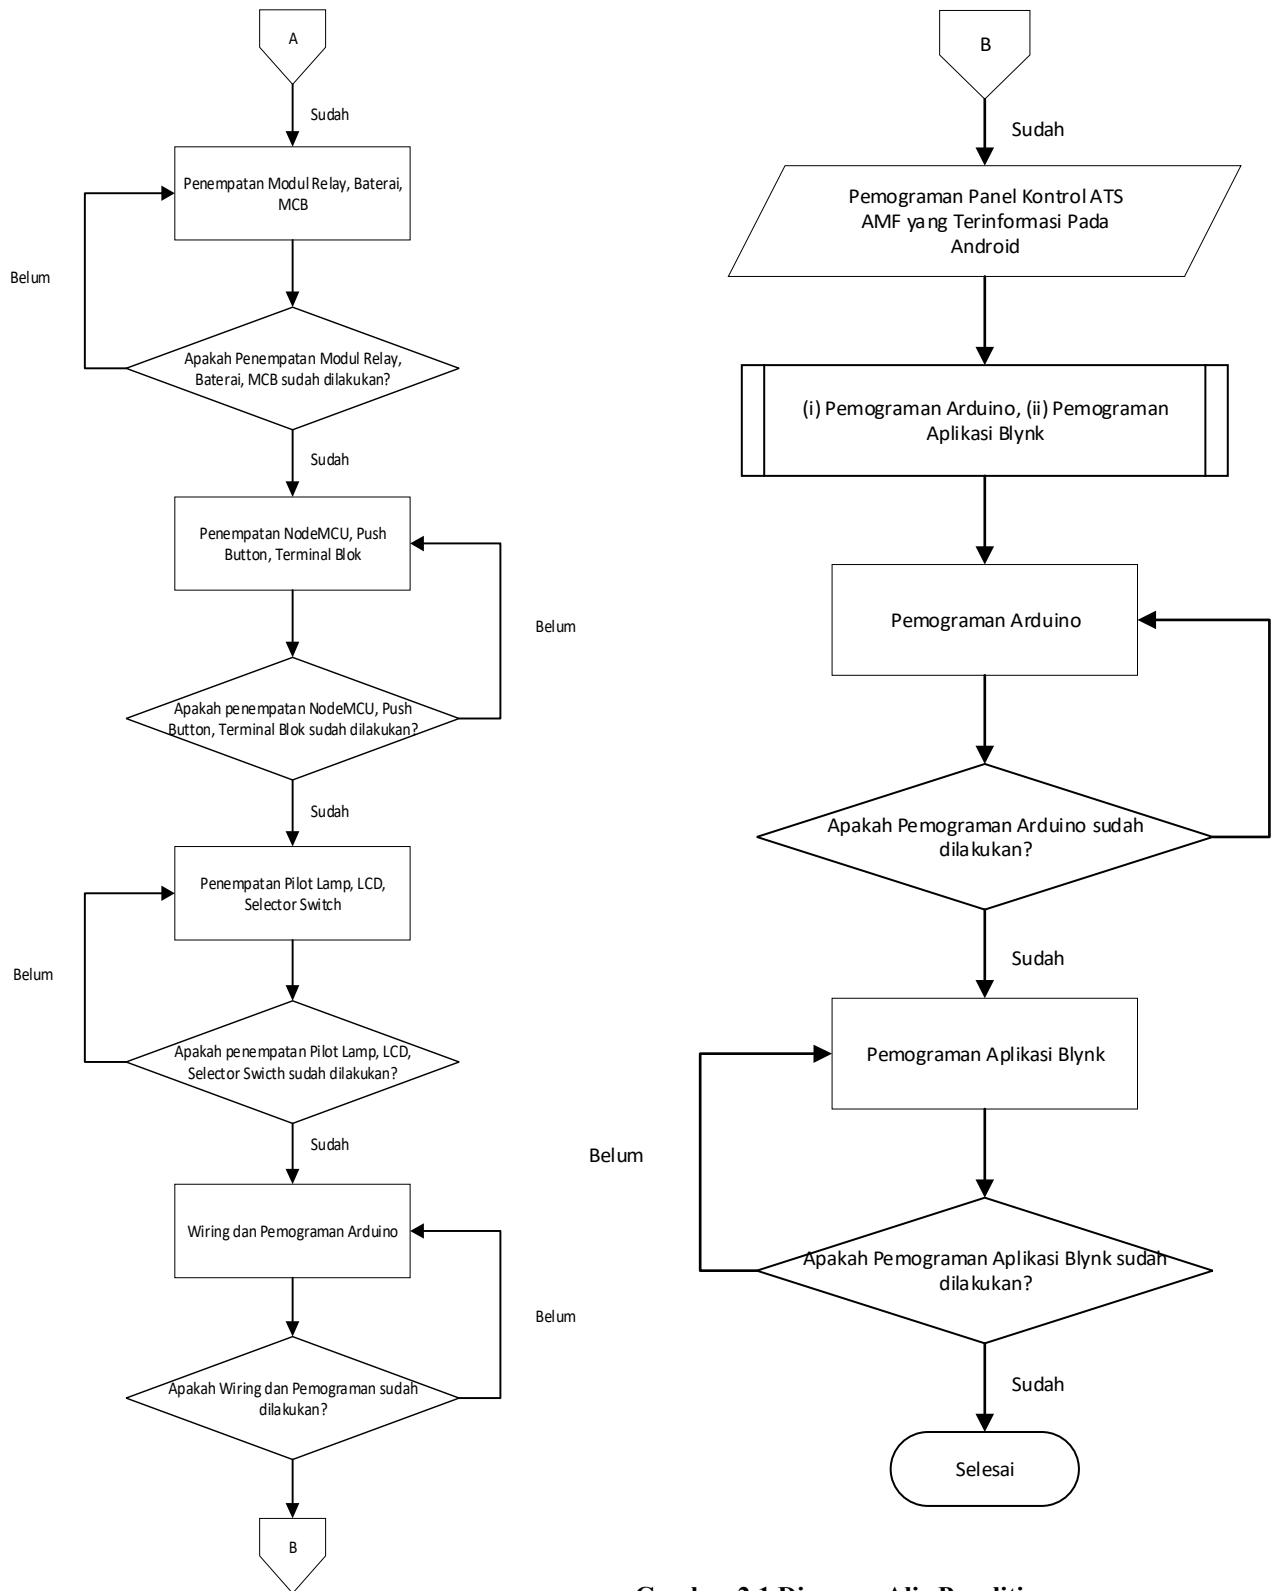 A
Sudah
Penempatan Modul Relay, Baterai,
MCB
Belum
Apakah Penempatan Modul Relay,
Baterai, MCB sudah dilakukan?
Sudah
Penempatan NodeMCU, Push
Button, Terminal Blok
Belum
Apakah penempatan NodeMCU, Push
Button, Terminal Blok sudah dilakukan?
Sudah
Penempatan Pilot Lamp, LCD,
Selector Switch
Belum
Apakah penempatan Pilot Lamp, LCD,
Selector Swicth sudah dilakukan?
Sudah
Wiring dan Pemograman Arduino
Belum
Apakah Wiring dan Pemograman sudah
dilakukan?
B
B
Sudah
Pemograman Panel Kontrol ATS
AMF yang Terinformasi Pada
Android
(i) Pemograman Arduino, (ii) Pemograman
Aplikasi Blynk
Pemograman Arduino
Apakah Pemograman Arduino sudah
dilakukan?
Sudah
Pemograman Aplikasi Blynk
Belum
Apakah Pemograman Aplikasi Blynk sudah
dilakukan?
Sudah
Selesai